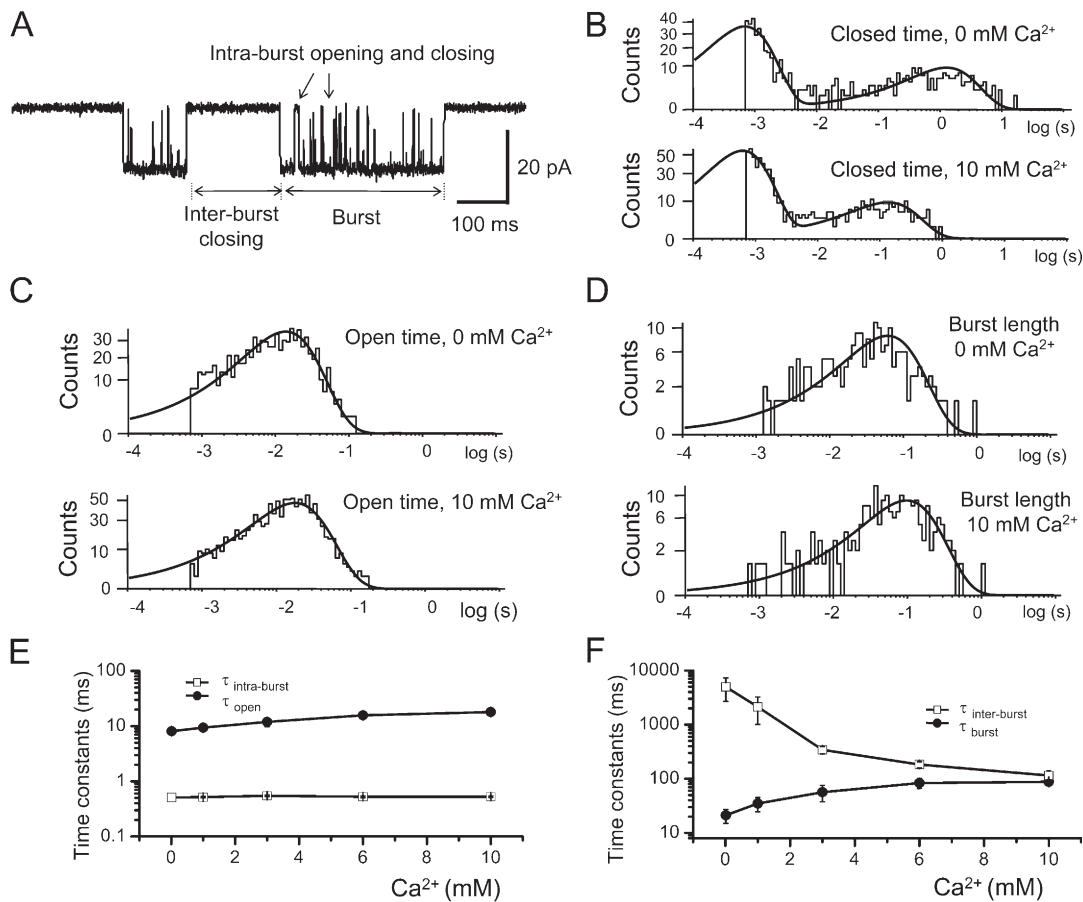 A
Intra-burst opening and closing
20 pA
Inter-burst
closing
Burst
100 ms
B
Closed time, 0 mM Ca²⁺
Counts
40
30
20
10
0
-4 -3 -2 -1 0 1
log (s)
Closed time, 10 mM Ca²⁺
Counts
50
30
10
0
-4 -3 -2 -1 0 1
log (s)
C
Open time, 0 mM Ca²⁺
Counts
30
20
10
0
-4 -3 -2 -1 0
log (s)
Open time, 10 mM Ca²⁺
Counts
50
30
10
0
-4 -3 -2 -1 0
log (s)
D
Burst length
0 mM Ca²⁺
Counts
10
6
2
0
-4 -3 -2 -1 0
log (s)
Burst length
10 mM Ca²⁺
Counts
10
6
2
0
-4 -3 -2 -1 0
log (s)
E
Time constants (ms)
100
10
1
0.1
τ intra-burst
τ open
0 2 4 6 8 10
Ca²⁺ (mM)
F
Time constants (ms)
10000
1000
100
10
τ inter-burst
τ burst
0 2 4 6 8 10
Ca²⁺ (mM)